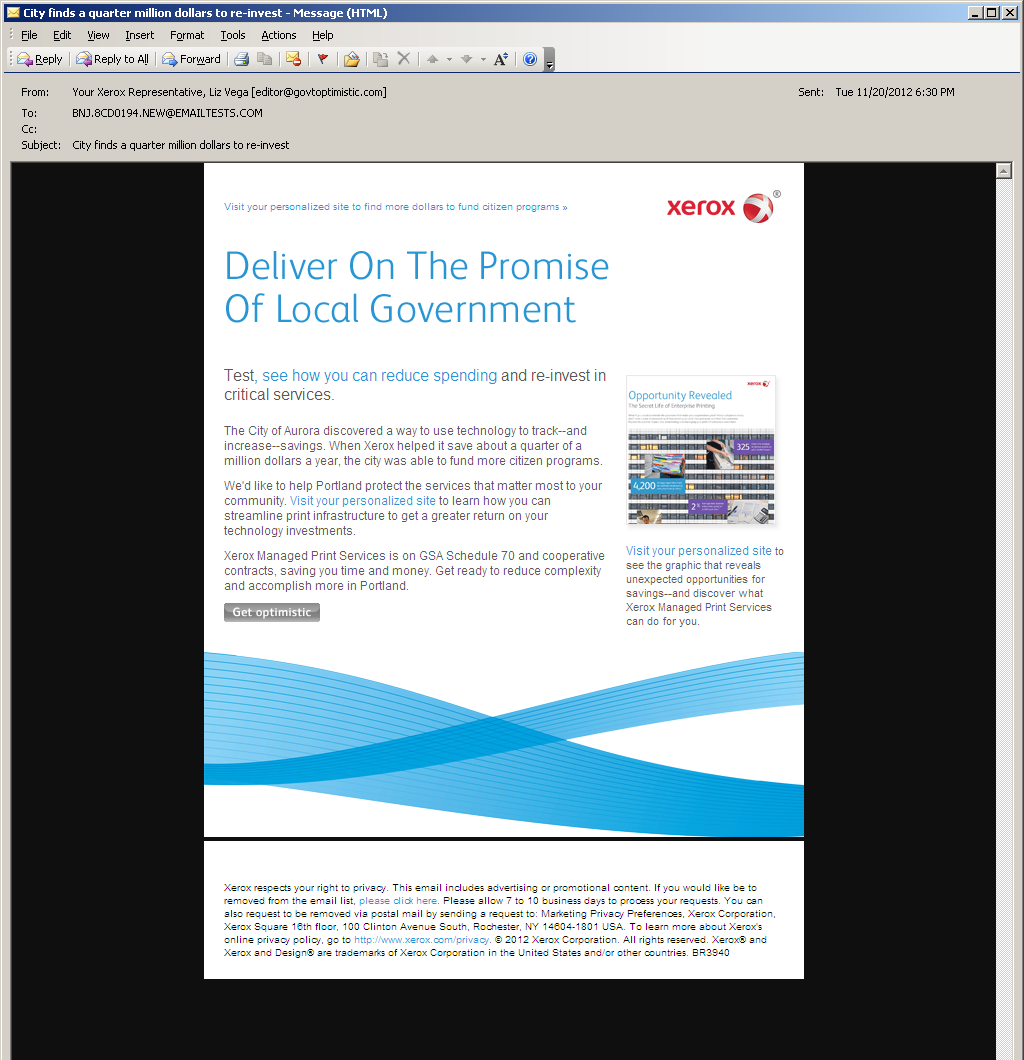 City finds a quarter million dollars to re-invest - Message (HTML)
File Edit View Insert Format Tools Actions Help
Reply Reply to All Forward
From: Your Xerox Representative, Liz Vega [editor@govtoptimistic.com] Sent: Tue 11/20/2012 6:30 PM
To: BNJ.8CD0194.NEW@EMAILTESTS.COM
Cc:
Subject: City finds a quarter million dollars to re-invest
Visit your personalized site to find more dollars to fund citizen programs »
xerox ®
Deliver On The Promise
Of Local Government
Test, see how you can reduce spending and re-invest in
critical services.
The City of Aurora discovered a way to use technology to track--and
increase--savings. When Xerox helped it save about a quarter of a
million dollars a year, the city was able to fund more citizen programs.
We'd like to help Portland protect the services that matter most to your
community. Visit your personalized site to learn how you can
streamline print infrastructure to get a greater return on your
technology investments.
Xerox Managed Print Services is on GSA Schedule 70 and cooperative
contracts, saving you time and money. Get ready to reduce complexity
and accomplish more in Portland.
Get optimistic
xerox
Opportunity Revealed
The Secret Life of Enterprise Printing
325
4,200
2
Visit your personalized site to
see the graphic that reveals
unexpected opportunities for
savings--and discover what
Xerox Managed Print Services
can do for you.
Xerox respects your right to privacy. This email includes advertising or promotional content. If you would like be to
removed from the email list, please click here. Please allow 7 to 10 business days to process your requests. You can
also request to be removed via postal mail by sending a request to: Marketing Privacy Preferences, Xerox Corporation,
Xerox Square 16th floor, 100 Clinton Avenue South, Rochester, NY 14604-1801 USA. To learn more about Xerox's
online privacy policy, go to http://www.xerox.com/privacy. © 2012 Xerox Corporation. All rights reserved. Xerox® and
Xerox and Design® are trademarks of Xerox Corporation in the United States and/or other countries. BR3940